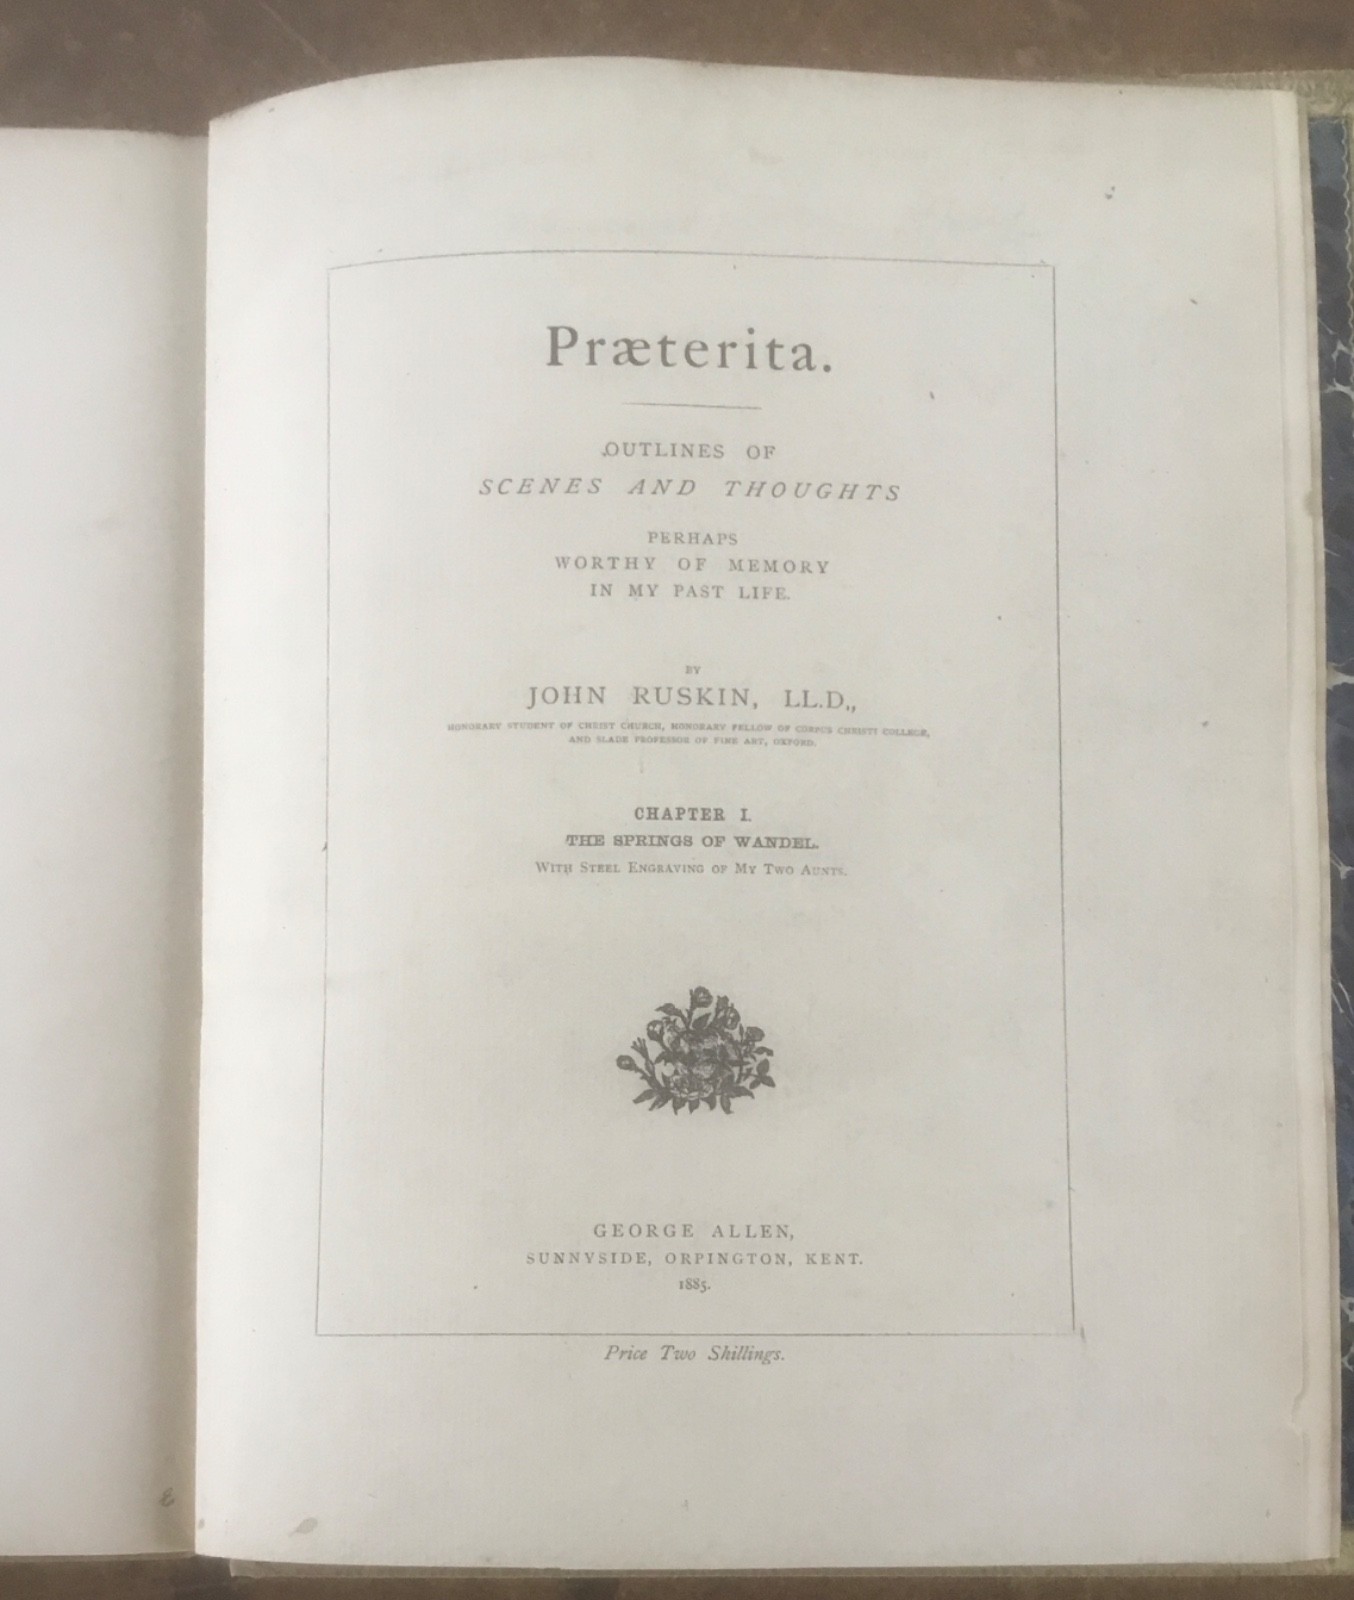 Præterita.
OUTLINES OF
SCENES AND THOUGHTS
PERHAPS
WORTHY OF MEMORY
IN MY PAST LIFE.
BY
JOHN RUSKIN, LL.D.,
HONORARY STUDENT OF CHRIST CHURCH, HONORARY FELLOW OF CORPUS CHRISTI COLLEGE,
AND SLADE PROFESSOR OF FINE ART, OXFORD.
CHAPTER I.
THE SPRINGS OF WANDEL.
WITH STEEL ENGRAVING OF MY TWO AUNTS.
GEORGE ALLEN,
SUNNYSIDE, ORPINGTON, KENT.
1885.
Price Two Shillings.